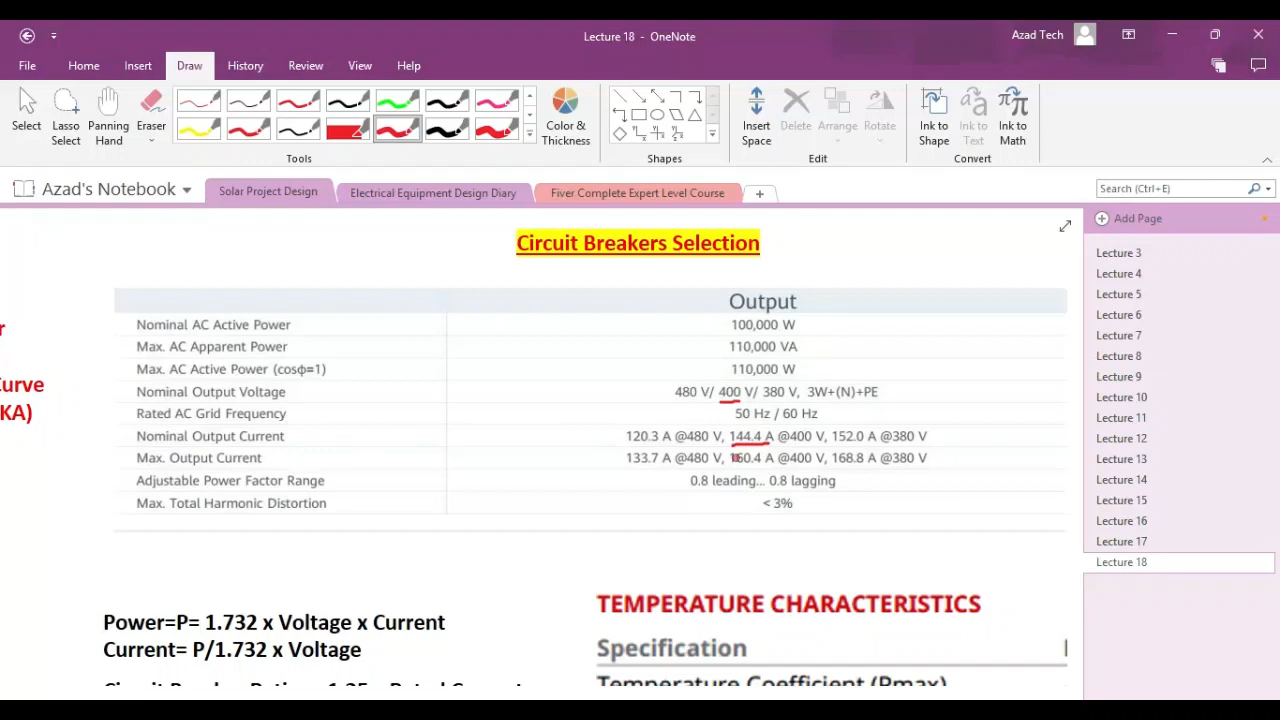 Lecture 18 - OneNote
Azad Tech
File Home Insert Draw History Review View Help
Select
Lasso Select
Panning Hand
Eraser
Color & Thickness
Insert Space
Delete
Arrange
Rotate
Ink to Shape
Ink to Text
Ink to Math
Tools
Shapes
Edit
Convert
Azad's Notebook
Solar Project Design
Electrical Equipment Design Diary
Fiver Complete Expert Level Course
Search (Ctrl+E)
Add Page
Lecture 3
Lecture 4
Lecture 5
Lecture 6
Lecture 7
Lecture 8
Lecture 9
Lecture 10
Lecture 11
Lecture 12
Lecture 13
Lecture 14
Lecture 15
Lecture 16
Lecture 17
Lecture 18
Circuit Breakers Selection
r
Curve
KA)
Output
Nominal AC Active Power 100,000 W
Max. AC Apparent Power 110,000 VA
Max. AC Active Power (cosϕ=1) 110,000 W
Nominal Output Voltage 480 V/ 400 V/ 380 V, 3W+(N)+PE
Rated AC Grid Frequency 50 Hz / 60 Hz
Nominal Output Current 120.3 A @480 V, 144.4 A @400 V, 152.0 A @380 V
Max. Output Current 133.7 A @480 V, 160.4 A @400 V, 168.8 A @380 V
Adjustable Power Factor Range 0.8 leading... 0.8 lagging
Max. Total Harmonic Distortion < 3%
Power=P= 1.732 x Voltage x Current
Current= P/1.732 x Voltage
TEMPERATURE CHARACTERISTICS
Specification
Temperature Coefficient (Pmax)